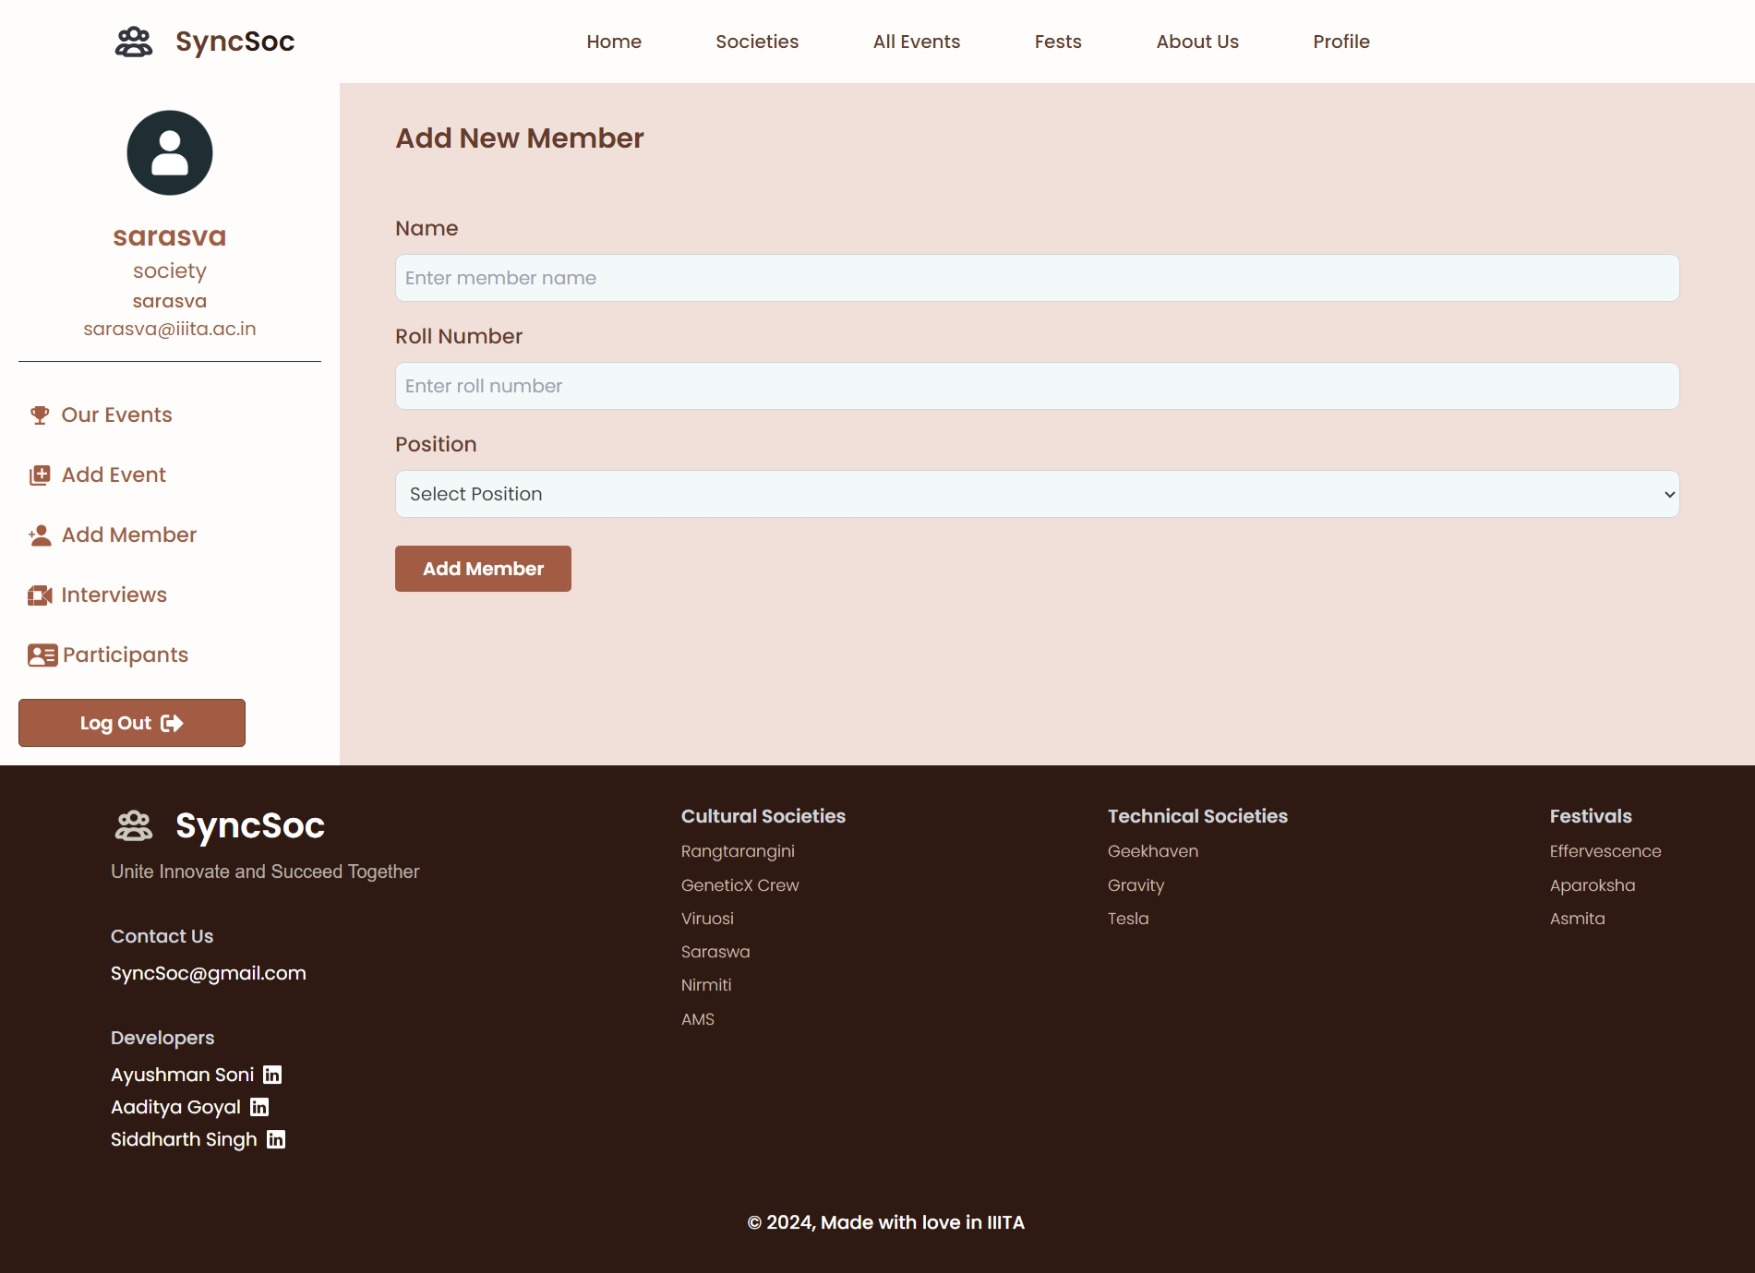 SyncSoc
Home
Societies
All Events
Fests
About Us
Profile
sarasva
society
sarasva
sarasva@iiita.ac.in
Our Events
Add Event
Add Member
Interviews
Participants
Log Out
Add New Member
Name
Enter member name
Roll Number
Enter roll number
Position
Select Position
Add Member
SyncSoc
Unite Innovate and Succeed Together
Contact Us
SyncSoc@gmail.com
Developers
Ayushman Soni
Aaditya Goyal
Siddharth Singh
Cultural Societies
Rangtarangini
GeneticX Crew
Viruosi
Saraswa
Nirmiti
AMS
Technical Societies
Geekhaven
Gravity
Tesla
Festivals
Effervescence
Aparoksha
Asmita
© 2024, Made with love in IIITA